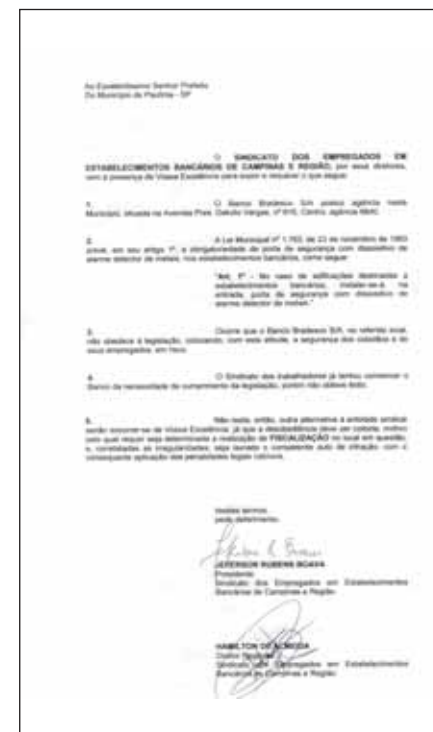 Ao Excelentíssimo Senhor Prefeito
Do Município de Paulínia - SP
O SINDICATO DOS EMPREGADOS EM
ESTABELECIMENTOS BANCÁRIOS DE CAMPINAS E REGIÃO, por seus diretores,
vem à presença de Vossa Excelência para expor e requerer o que segue:
1. O Banco Bradesco S/A possui agência neste
Município, situada na Avenida Pres. Getúlio Vargas, nº Centro, agência
2. A Lei Municipal nº 1.763, de 23 de novembro de 1993
prevê, em seu artigo 1º, a obrigatoriedade de porta de segurança com dispositivo de
alarme detector de metais, nos estabelecimentos bancários, como segue:
"Art. 1º - No caso de edificações destinadas a
estabelecimentos bancários, instalar-se-á na
entrada, porta de segurança com dispositivo de
alarme detector de metais."
3. Ocorre que o Banco Bradesco S/A, no referido local,
não obedece à legislação, colocando, com esta atitude, a segurança dos cidadãos e de
seus empregados, em risco.
4. O Sindicato dos trabalhadores já tentou convencer o
Banco da necessidade de cumprimento da legislação, porém não obteve êxito.
5. Não resta, então, outra alternativa à entidade sindical
senão socorrer-se de Vossa Excelência, já que a desobediência deve ser coibida, motivo
pelo qual requer seja determinada a realização de FISCALIZAÇÃO no local em questão,
e, constatadas as irregularidades, seja lavrado o competente auto de infração, com o
consequente aplicação das penalidades legais cabíveis.
Nestes termos,
pede deferimento.
JEFERSON RUBENS BOAVA
Presidente
Sindicato dos Empregados em Estabelecimentos
Bancários de Campinas e Região
HAMILTON DE ALMEIDA
Diretor
Sindicato dos Empregados em Estabelecimentos
Bancários de Campinas e Região